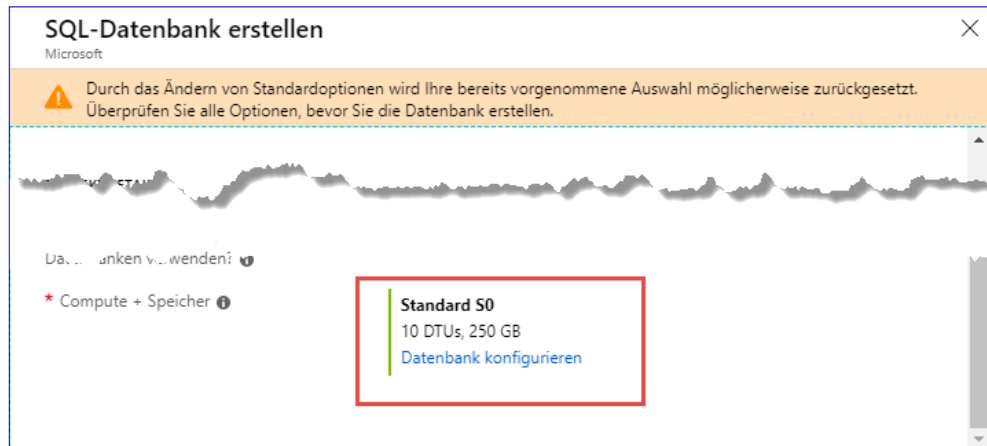 SQL-Datenbank erstellen
Microsoft
Durch das Ändern von Standardoptionen wird Ihre bereits vorgenommene Auswahl möglicherweise zurückgesetzt.
Überprüfen Sie alle Optionen, bevor Sie die Datenbank erstellen.
* Compute + Speicher
Standard S0
10 DTUs, 250 GB
Datenbank konfigurieren